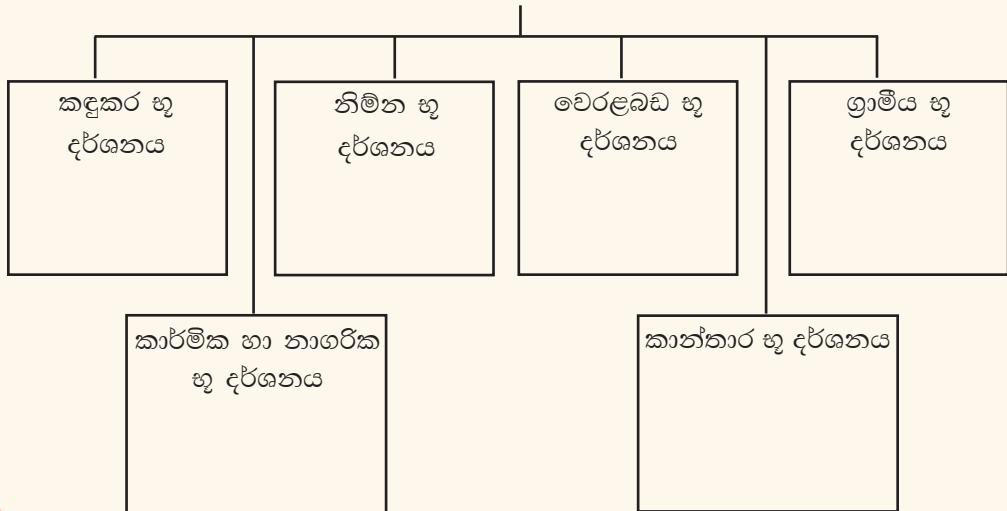 කඳුකර භූ
දර්ශනය
නිම්න භූ
දර්ශනය
වෙරළබඩ භූ
දර්ශනය
ග්‍රාමීය භූ
දර්ශනය
කාර්මික හා නාගරික
භූ දර්ශනය
කාන්තාර භූ දර්ශනය